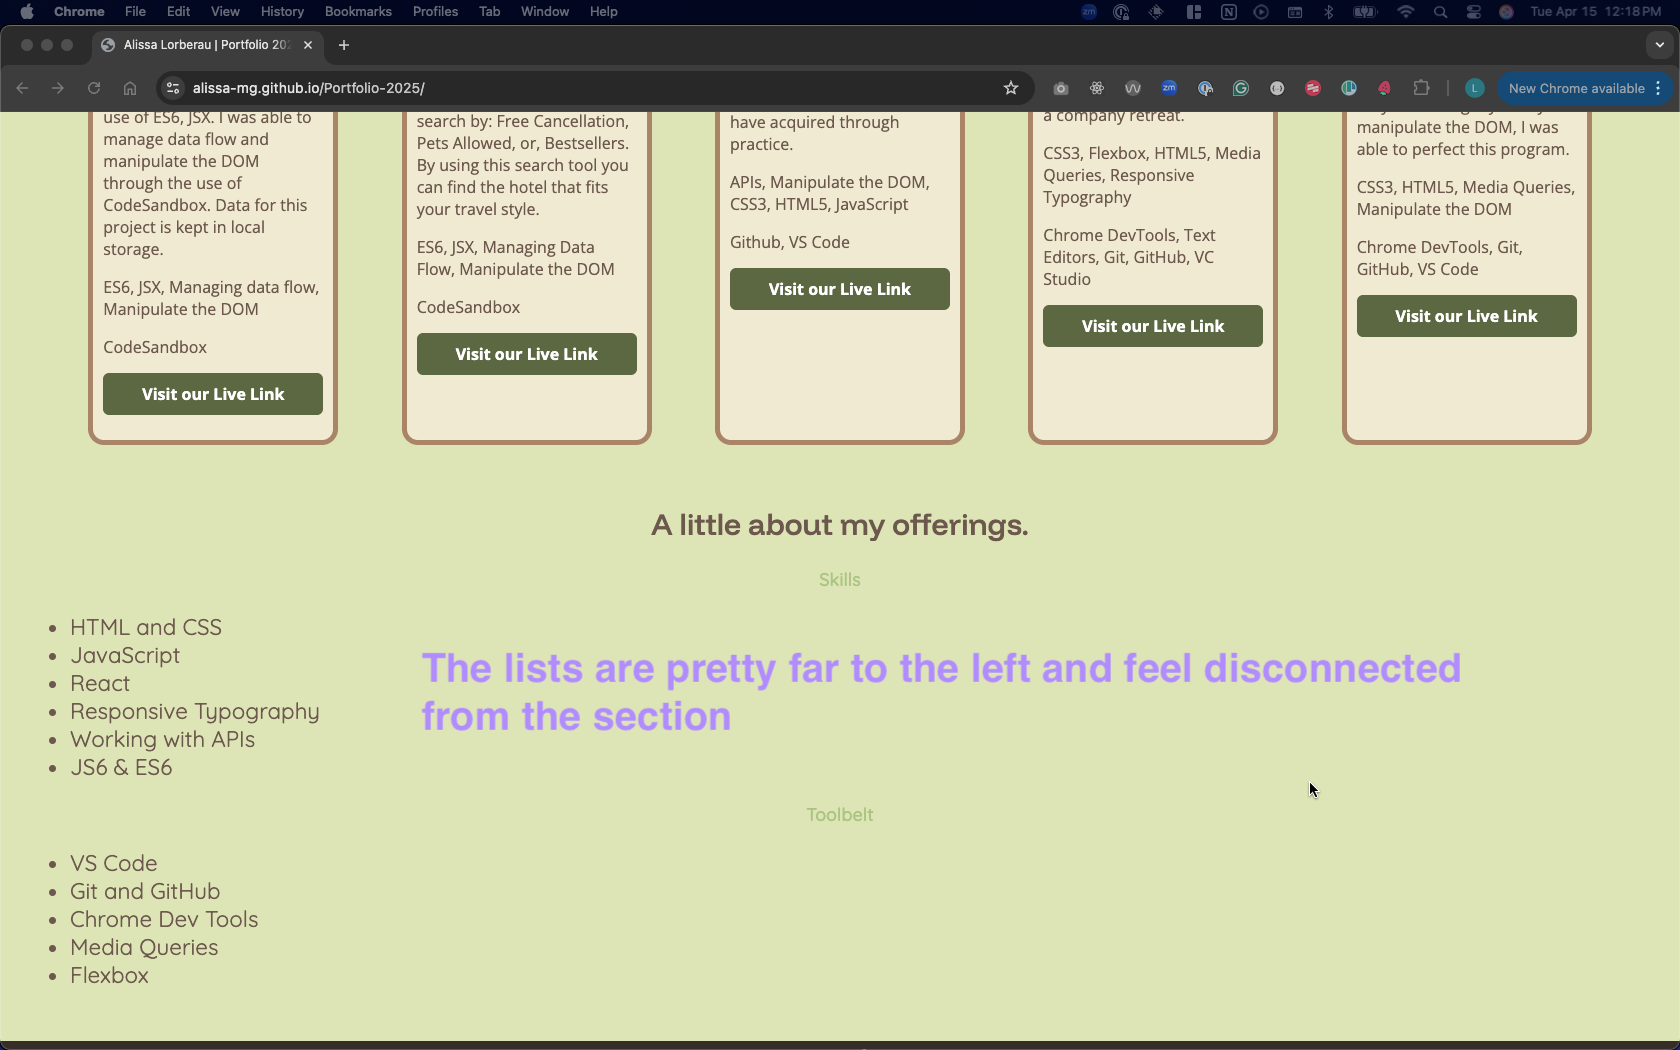 Chrome File Edit View History Bookmarks Profiles Tab Window Help zm Tue Apr 15 12:18 PM
Alissa Lorberau | Portfolio 202
alissa-mg.github.io/Portfolio-2025/ zm L New Chrome available
use of ES6, JSX. I was able to
manage data flow and
manipulate the DOM
through the use of
CodeSandbox. Data for this
project is kept in local
storage.
ES6, JSX, Managing data flow,
Manipulate the DOM
CodeSandbox
Visit our Live Link
search by: Free Cancellation,
Pets Allowed, or, Bestsellers.
By using this search tool you
can find the hotel that fits
your travel style.
ES6, JSX, Managing Data
Flow, Manipulate the DOM
CodeSandbox
Visit our Live Link
have acquired through
practice.
APIs, Manipulate the DOM,
CSS3, HTML5, JavaScript
Github, VS Code
Visit our Live Link
a company retreat.
CSS3, Flexbox, HTML5, Media
Queries, Responsive
Typography
Chrome DevTools, Text
Editors, Git, GitHub, VC
Studio
Visit our Live Link
manipulate the DOM, I was
able to perfect this program.
CSS3, HTML5, Media Queries,
Manipulate the DOM
Chrome DevTools, Git,
GitHub, VS Code
Visit our Live Link
A little about my offerings.
Skills
HTML and CSS
JavaScript
React
Responsive Typography
Working with APIs
JS6 & ES6
The lists are pretty far to the left and feel disconnected
from the section
Toolbelt
VS Code
Git and GitHub
Chrome Dev Tools
Media Queries
Flexbox